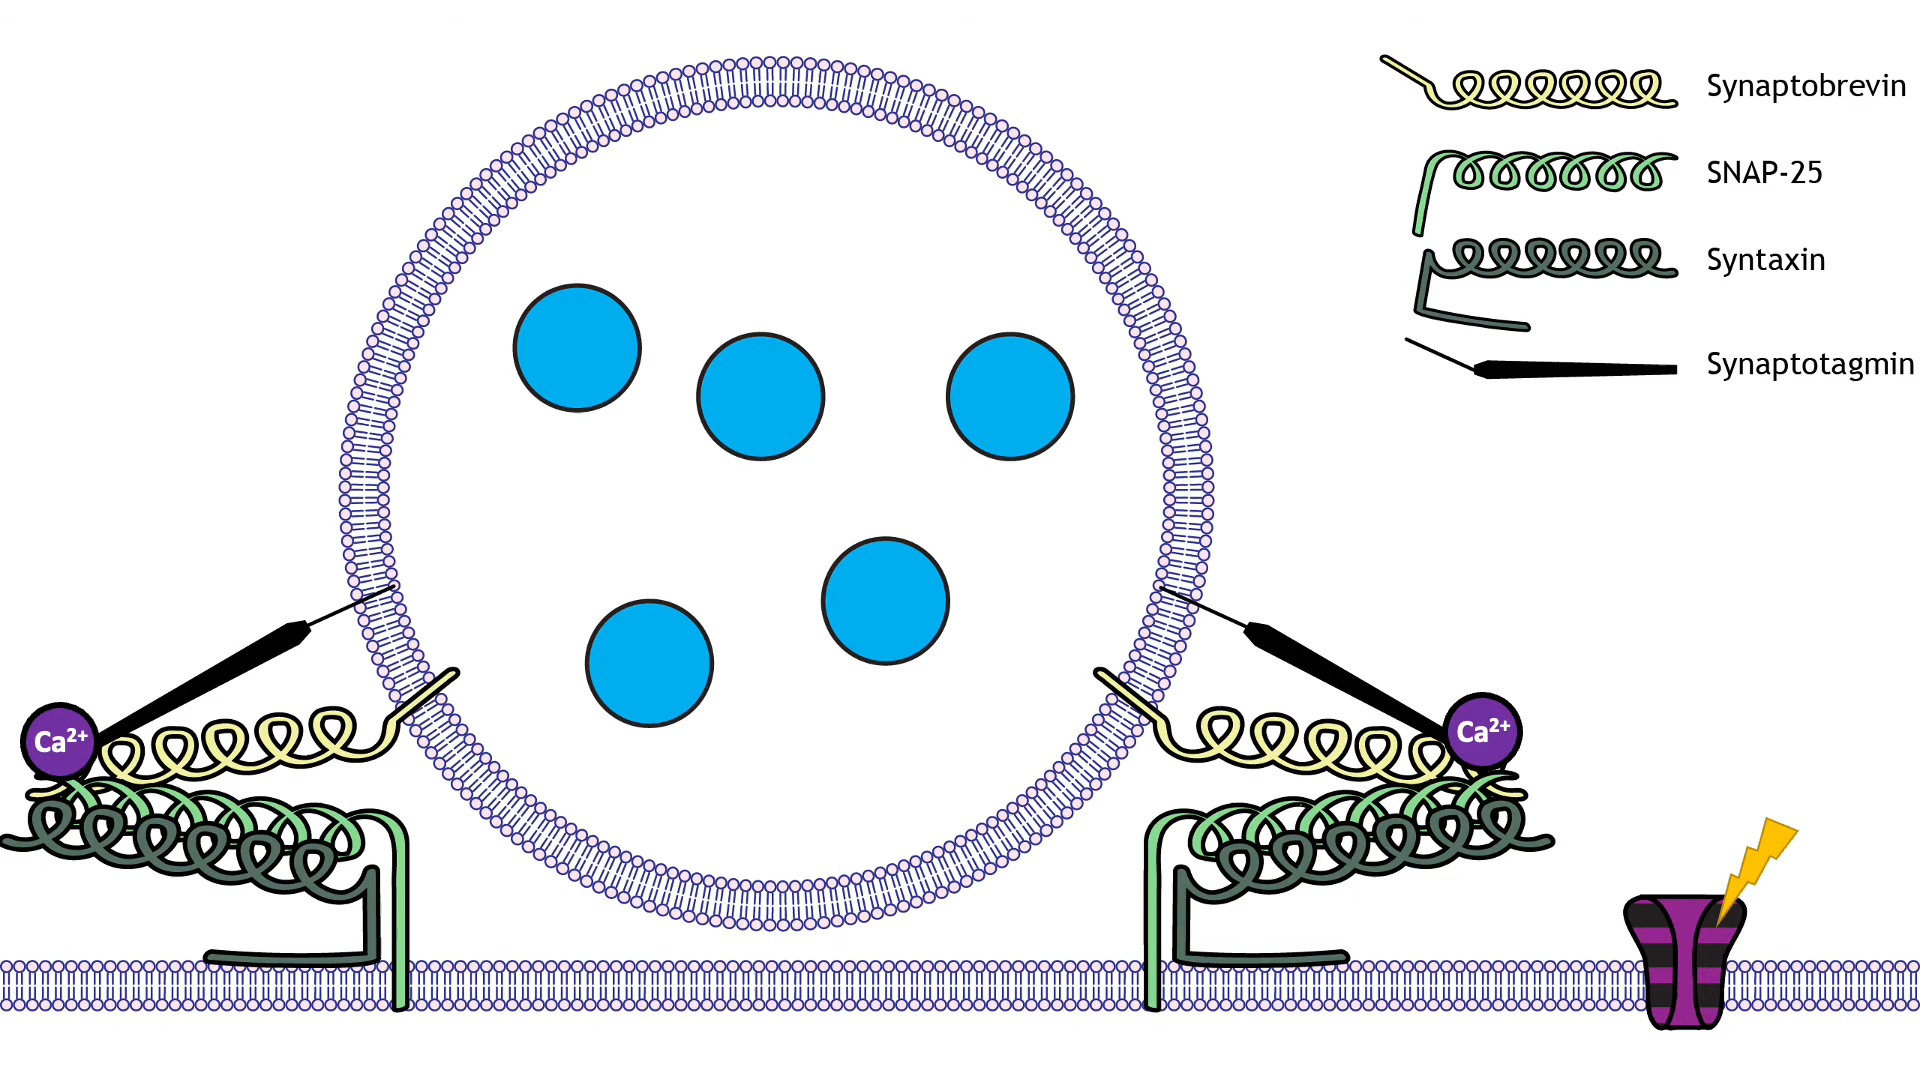 Synaptobrevin
SNAP-25
Syntaxin
Synaptotagmin
Ca²⁺
Ca²⁺